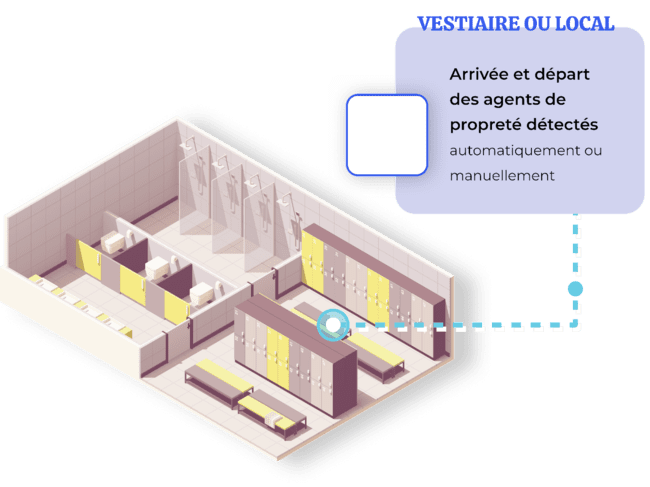 VESTIAIRE OU LOCAL
Arrivée et départ
des agents de
propreté détectés
automatiquement ou
manuellement